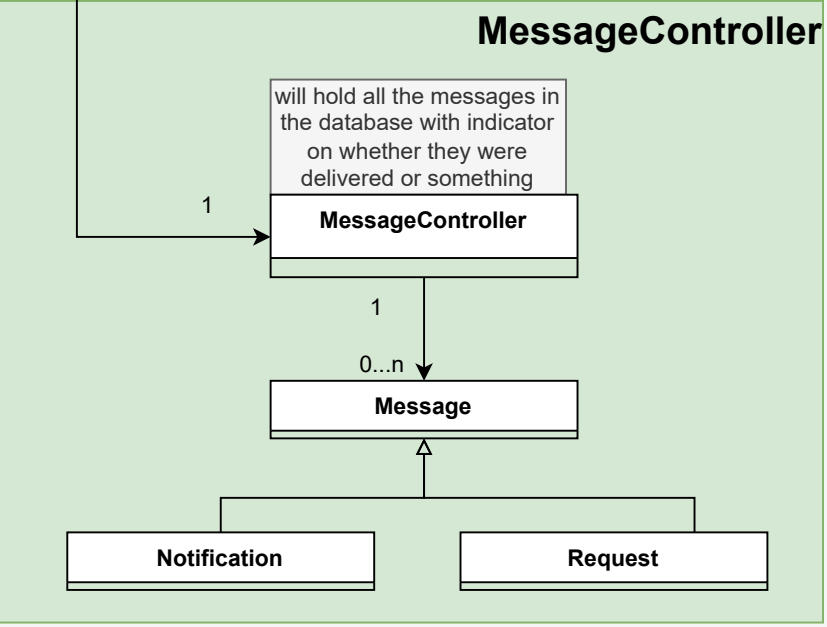 MessageController
will hold all the messages in
the database with indicator
on whether they were
delivered or something
1
MessageController
1
0...n
Message
Notification
Request